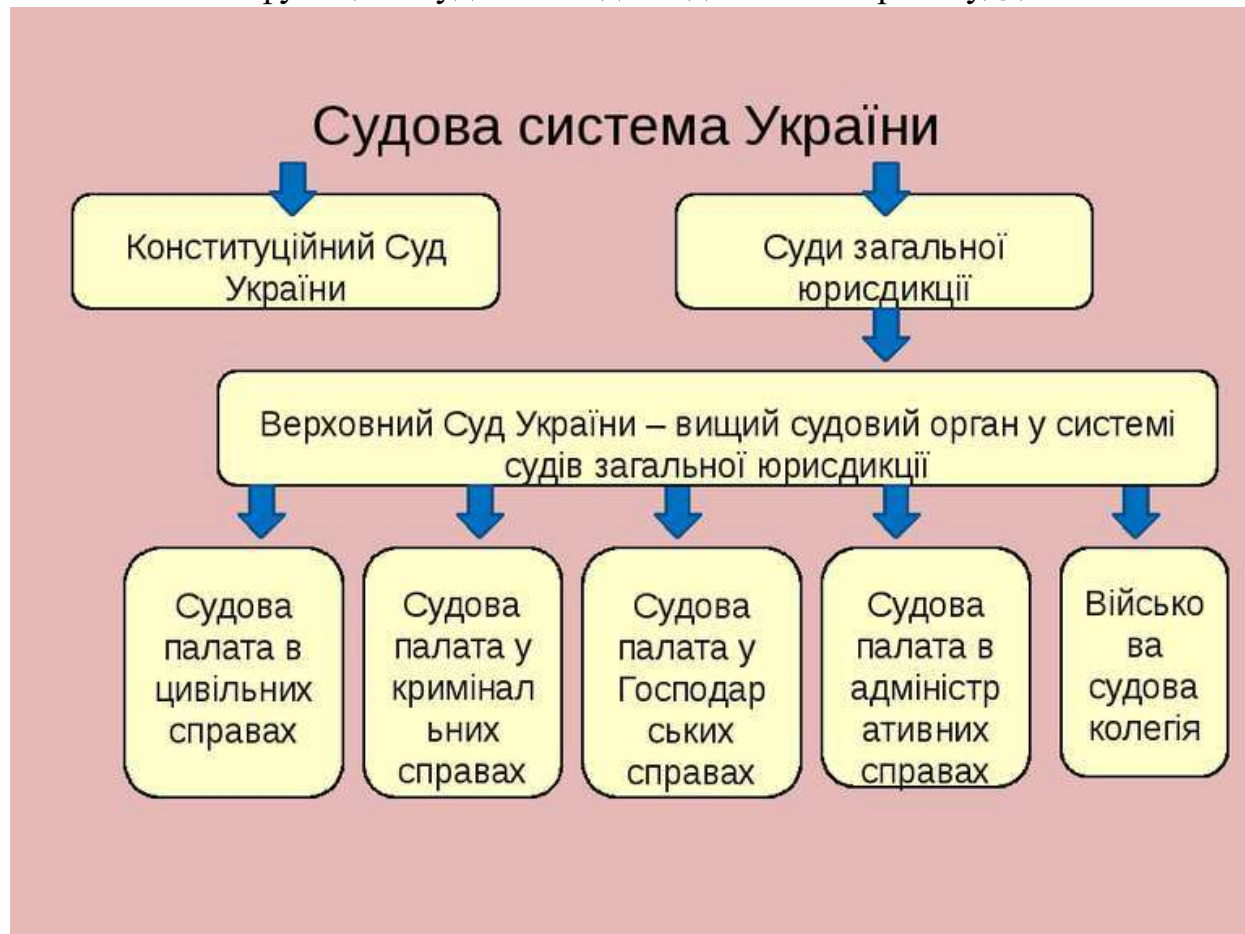 Судова система України
Конституційний Суд
України
Суди загальної
юрисдикції
Верховний Суд України – вищий судовий орган у системі
судів загальної юрисдикції
Судова
палата в
цивільних
справах
Судова
палата у
кримінал
ьних
справах
Судова
палата у
Господар
ських
справах
Судова
палата в
адміністр
ативних
справах
Військо
ва
судова
колегія